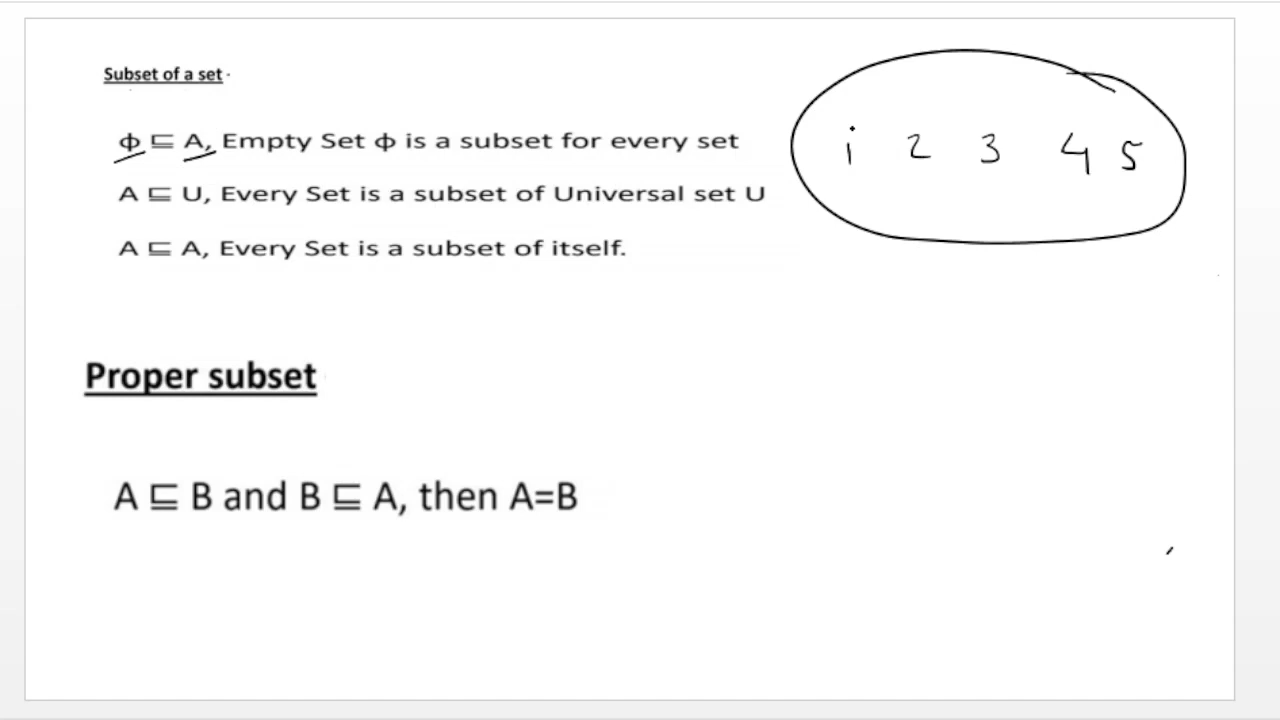 Subset of a set
ϕ ⊑ A, Empty Set ϕ is a subset for every set
A ⊑ U, Every Set is a subset of Universal set U
A ⊑ A, Every Set is a subset of itself.
i 2 3 4 5
Proper subset
A ⊑ B and B ⊑ A, then A=B